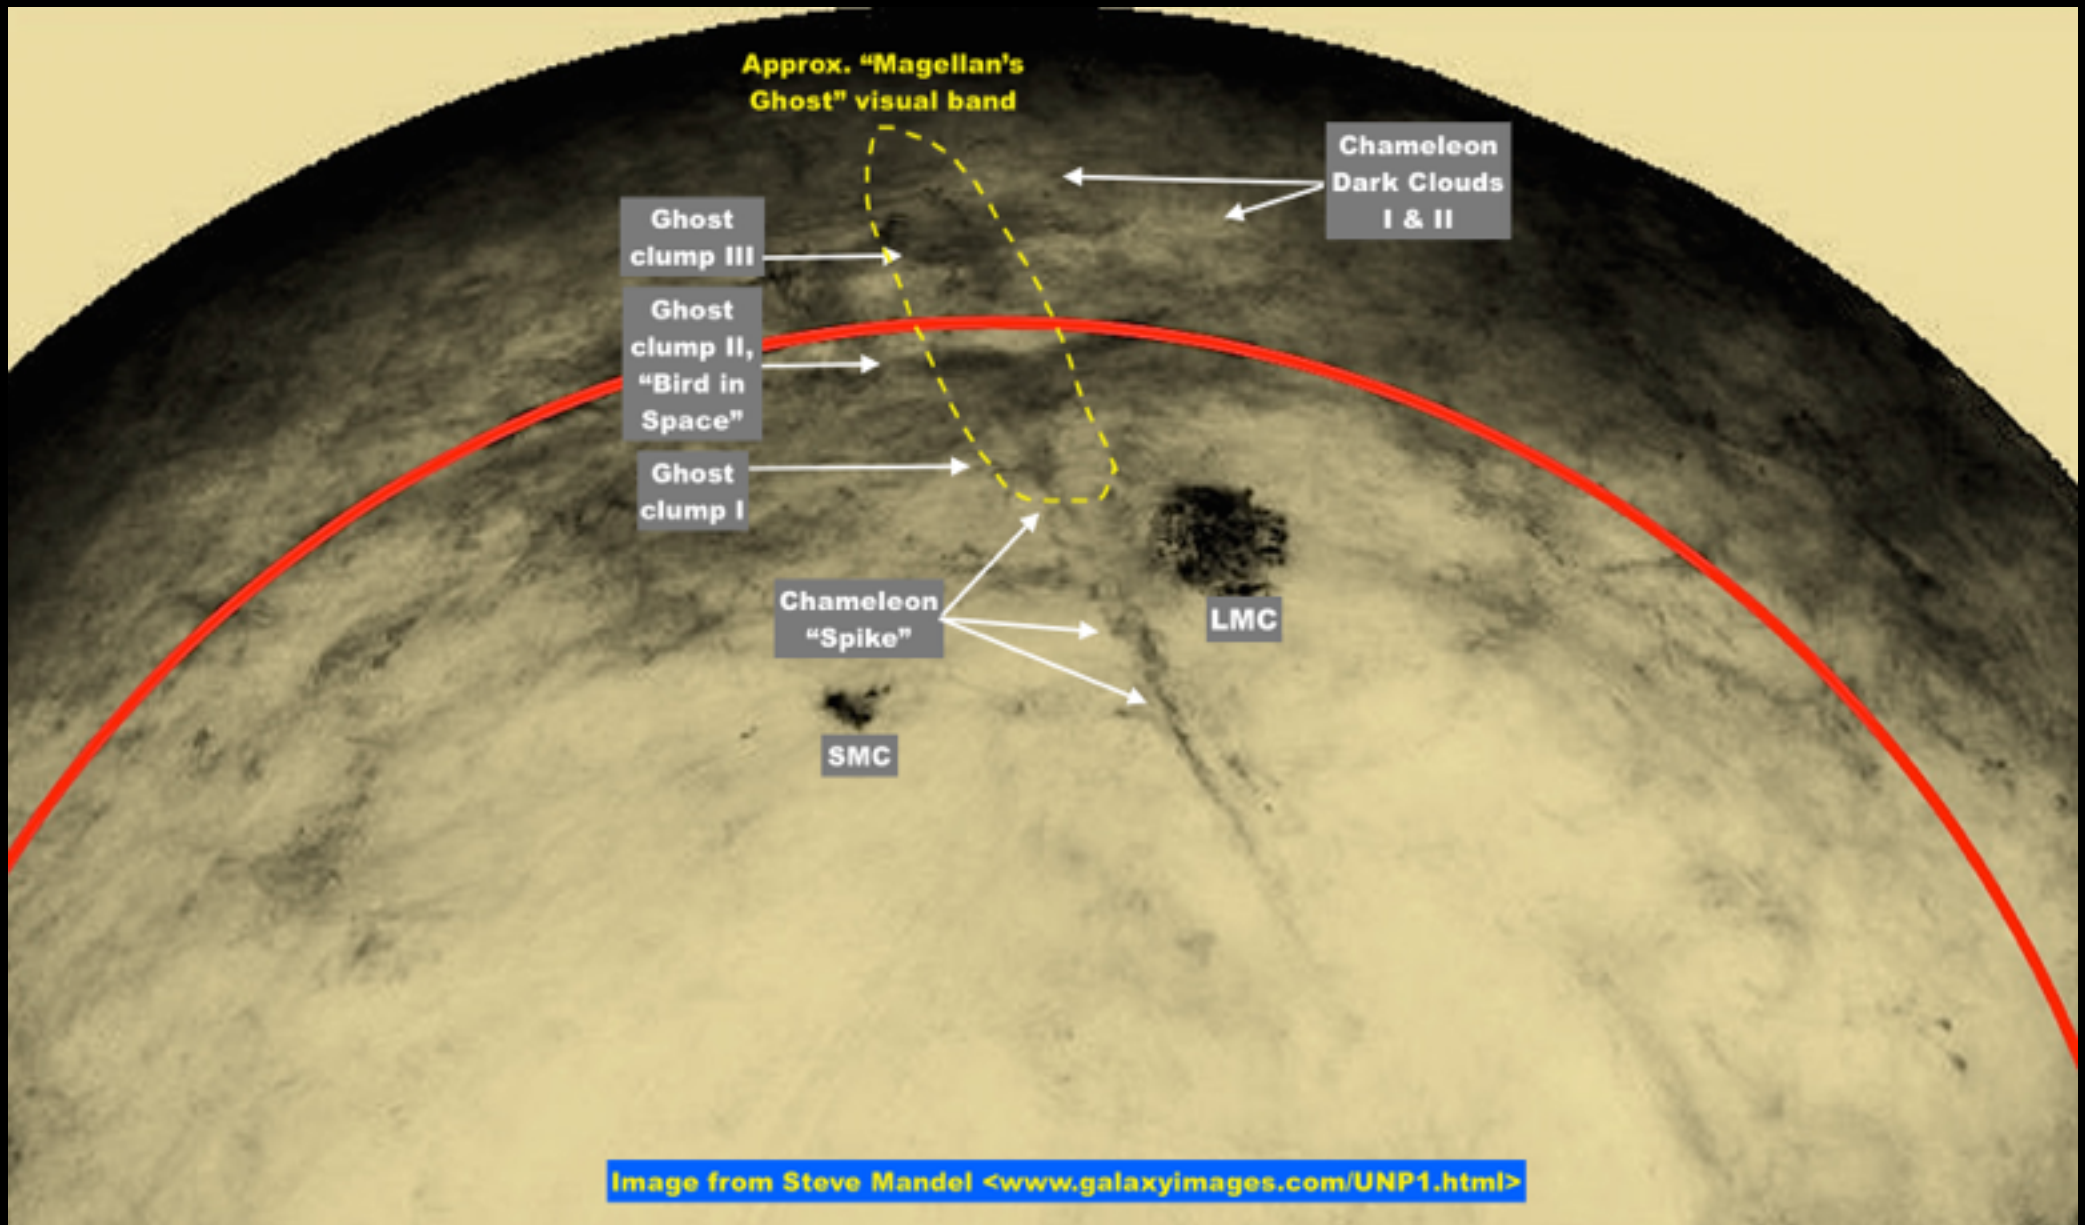 Approx. “Magellan’s
Ghost” visual band
Chameleon
Dark Clouds
I & II
Ghost
clump III
Ghost
clump II,
“Bird in
Space”
Ghost
clump I
Chameleon
“Spike”
LMC
SMC
Image from Steve Mandel <www.galaxyimages.com/UNP1.html>